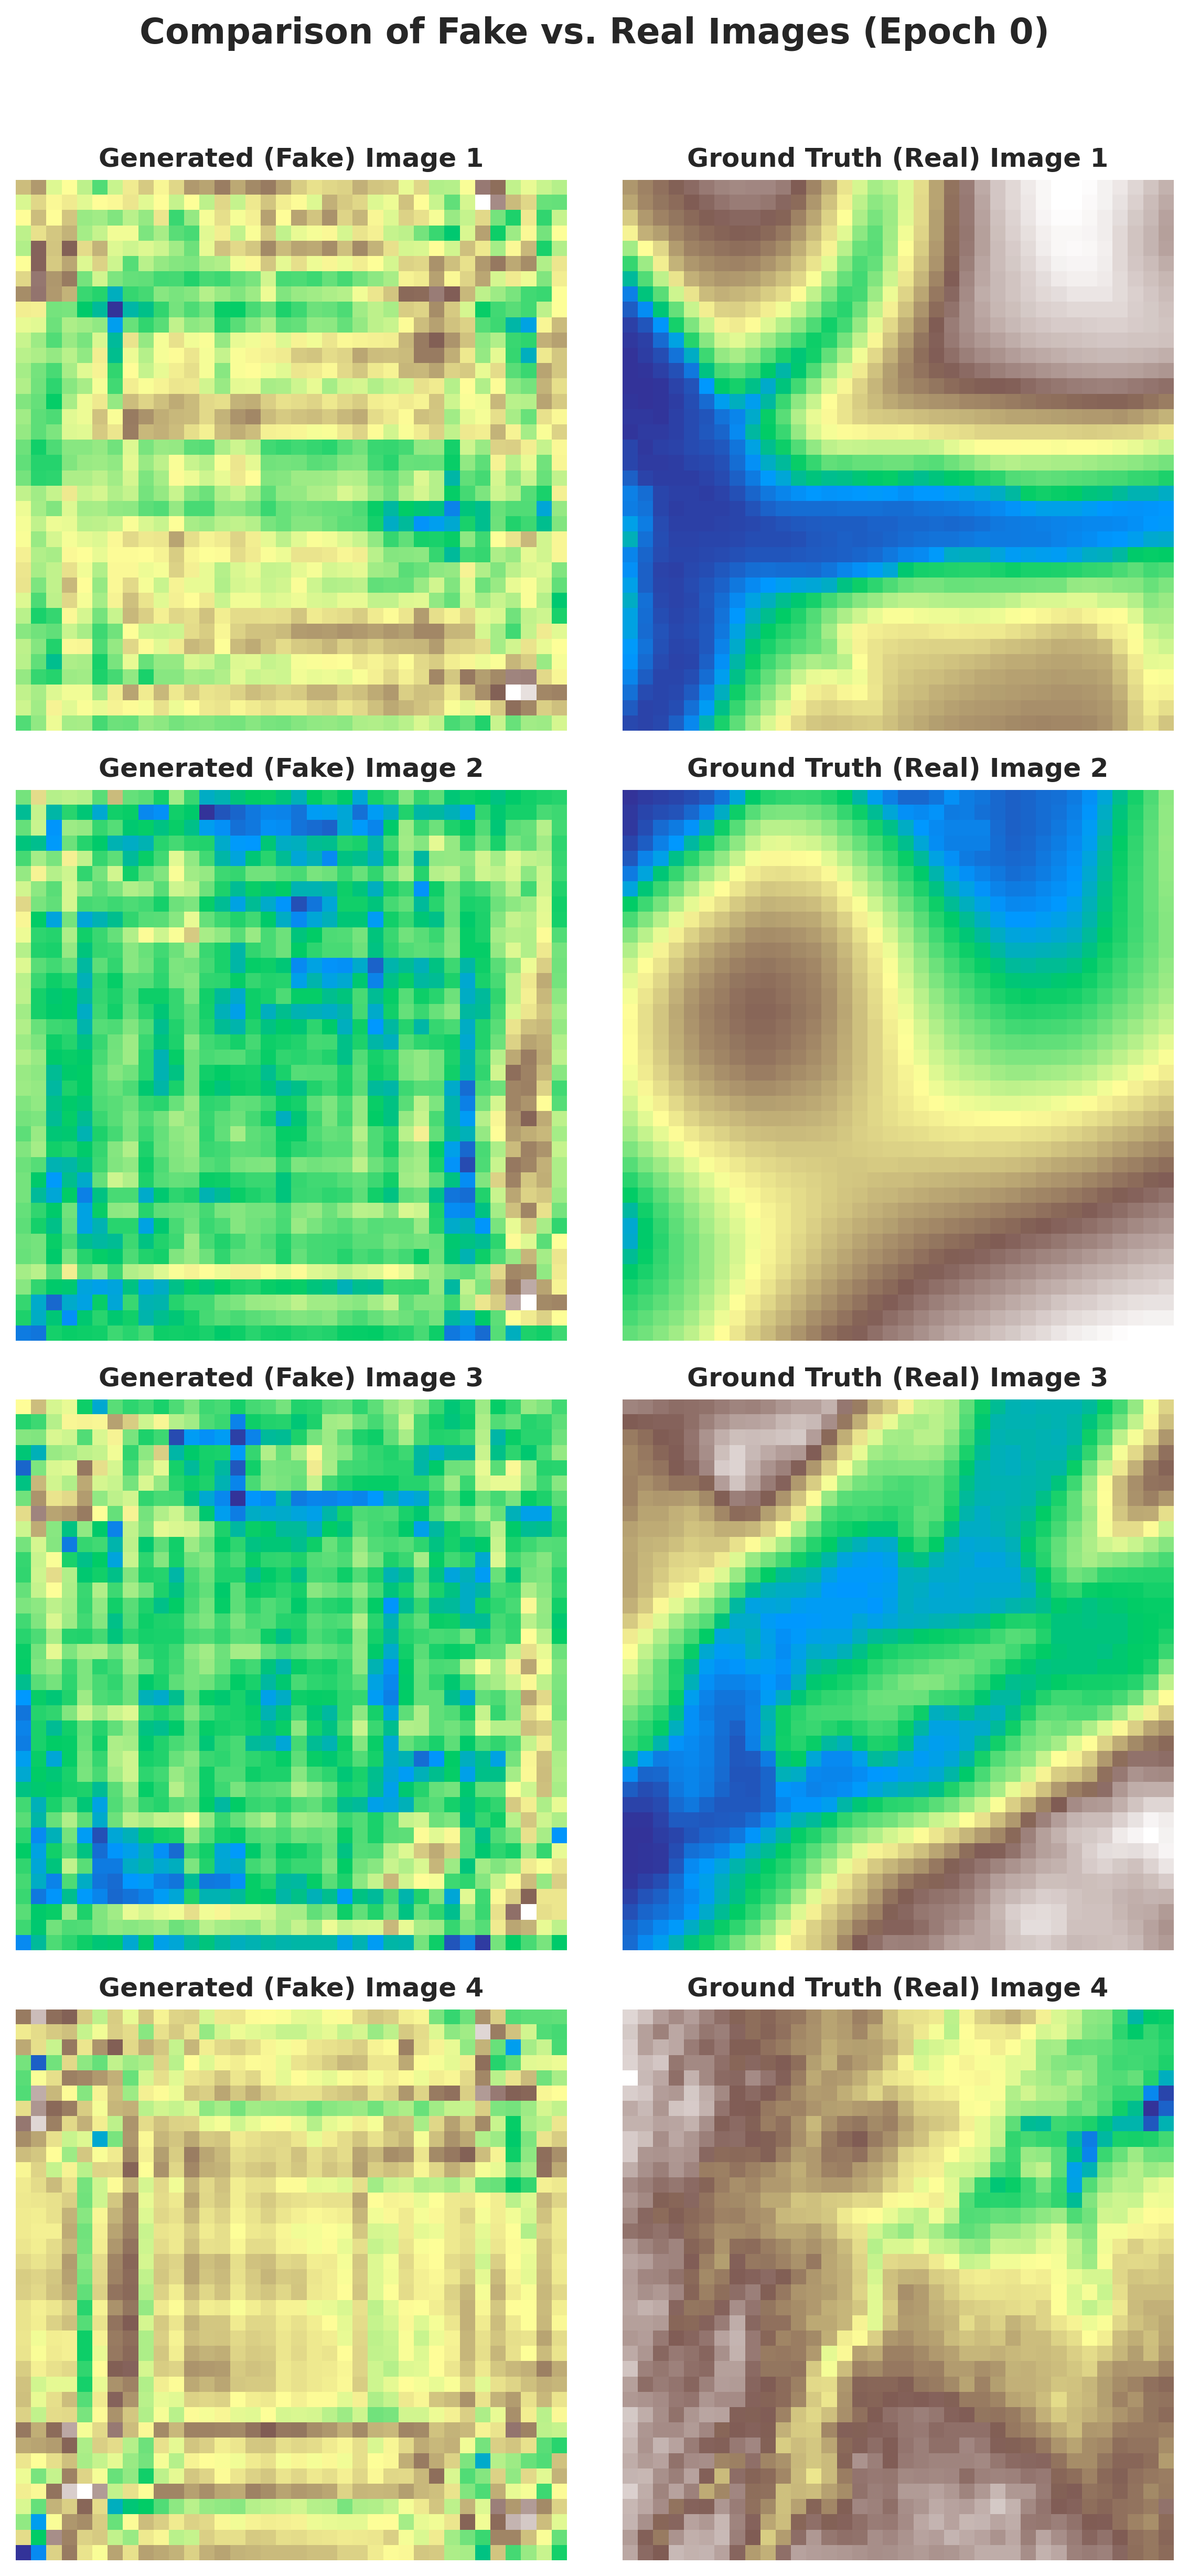 Comparison of Fake vs. Real Images (Epoch 0)
Generated (Fake) Image 1
Ground Truth (Real) Image 1
Generated (Fake) Image 2
Ground Truth (Real) Image 2
Generated (Fake) Image 3
Ground Truth (Real) Image 3
Generated (Fake) Image 4
Ground Truth (Real) Image 4